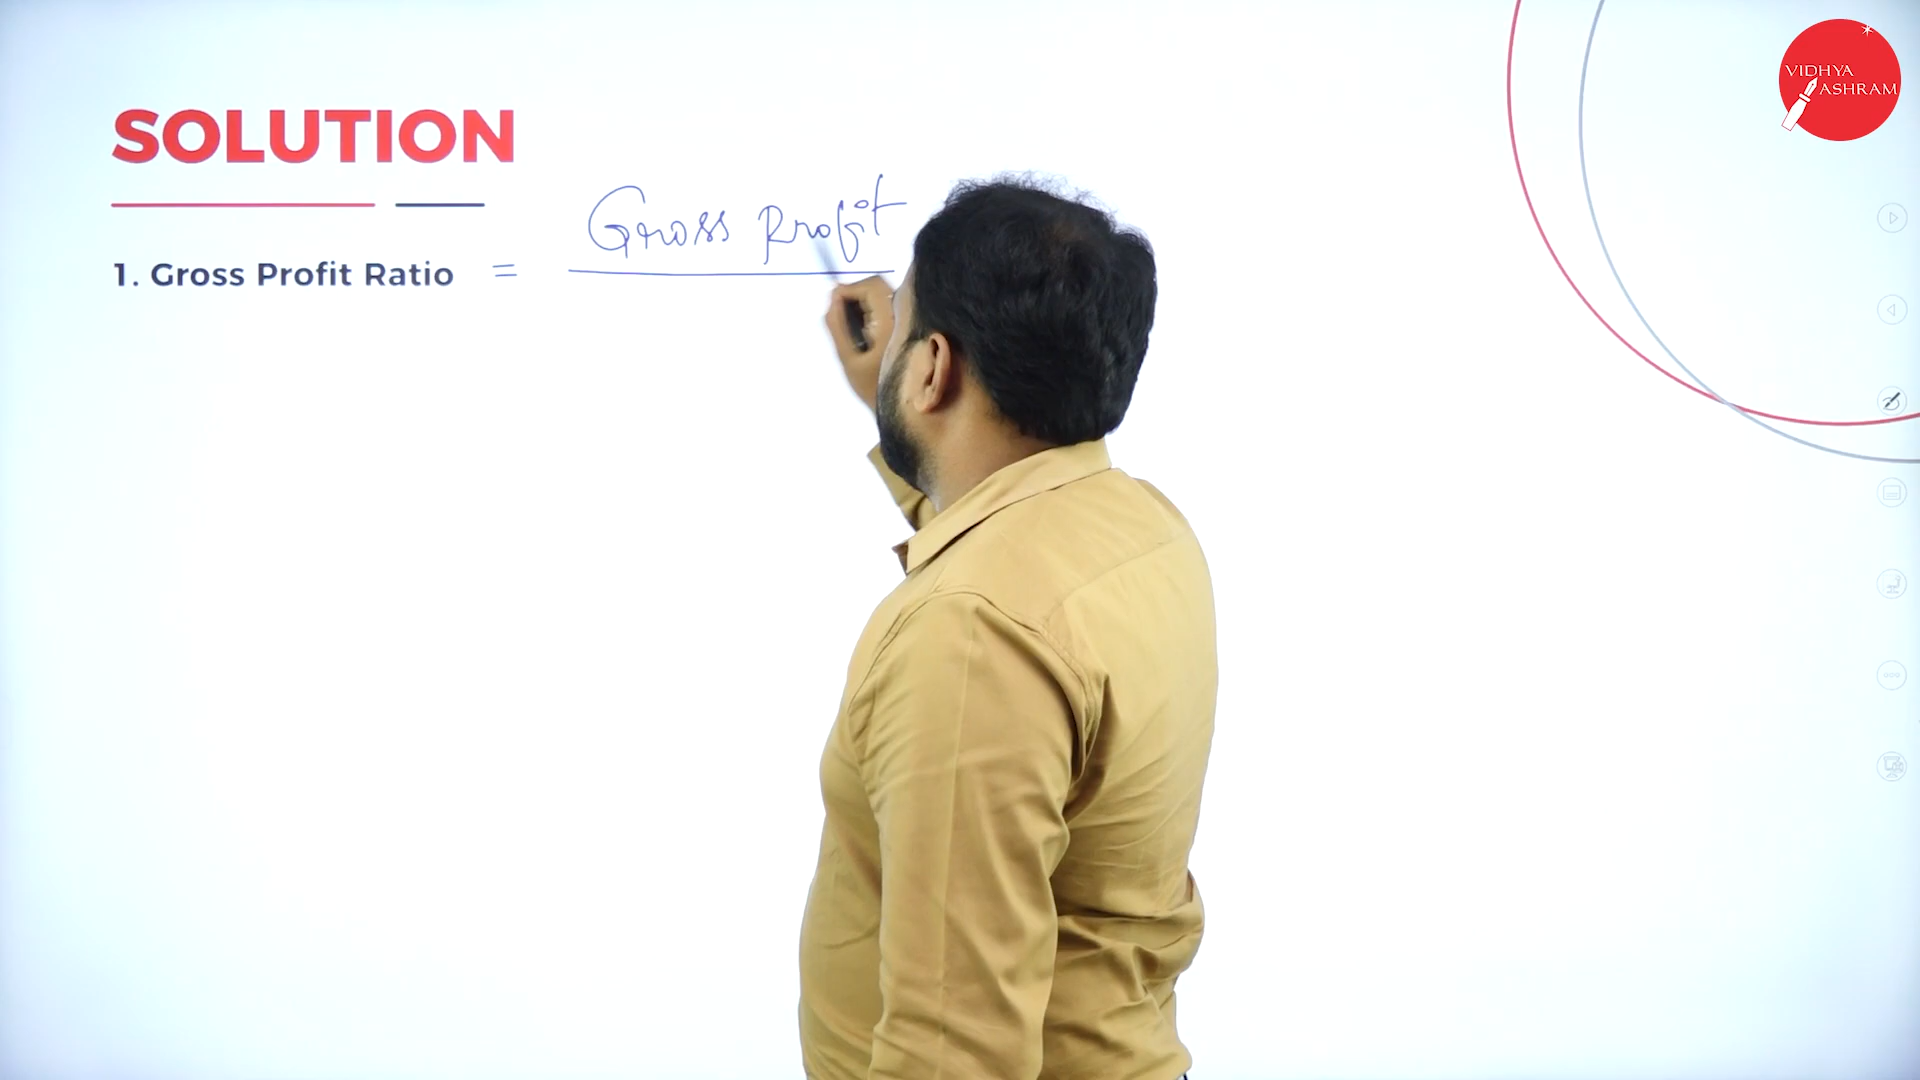 VIDHYA
ASHRAM
SOLUTION
Gross Profit
1. Gross Profit Ratio =